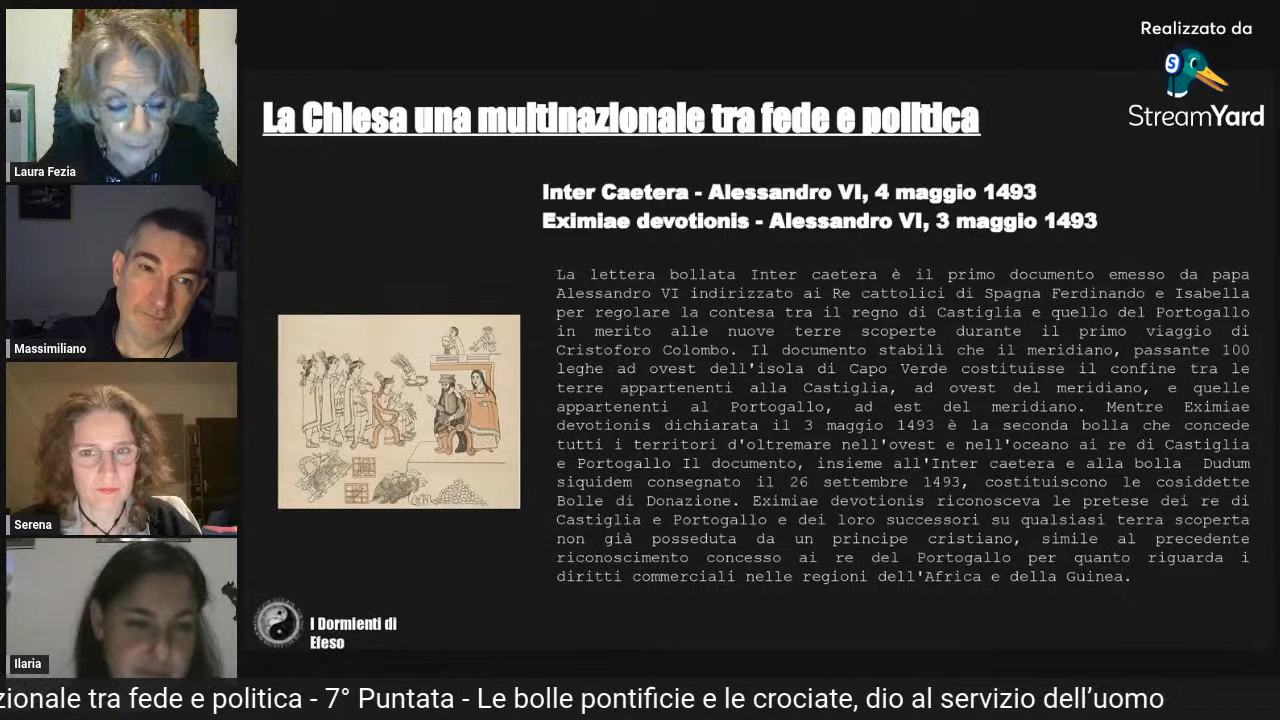 Realizzato da
StreamYard
La Chiesa una multinazionale tra fede e politica
Laura Fezia
Inter Caetera - Alessandro VI, 4 maggio 1493
Eximiae devotionis - Alessandro VI, 3 maggio 1493
La lettera bollata Inter caetera è il primo documento emesso da papa
Alessandro VI indirizzato ai Re cattolici di Spagna Ferdinando e Isabella
per regolare la contesa tra il regno di Castiglia e quello del Portogallo
in merito alle nuove terre scoperte durante il primo viaggio di
Cristoforo Colombo. Il documento stabilì che il meridiano, passante 100
leghe ad ovest dell'isola di Capo Verde costituisse il confine tra le
terre appartenenti alla Castiglia, ad ovest del meridiano, e quelle
appartenenti al Portogallo, ad est del meridiano. Mentre Eximiae
devotionis dichiarata il 3 maggio 1493 è la seconda bolla che concede
tutti i territori d'oltremare nell'ovest e nell'oceano ai re di Castiglia
e Portogallo Il documento, insieme all'Inter caetera e alla bolla Dudum
siquidem consegnato il 26 settembre 1493, costituiscono le cosiddette
Bolle di Donazione. Eximiae devotionis riconosceva le pretese dei re di
Castiglia e Portogallo e dei loro successori su qualsiasi terra scoperta
non già posseduta da un principe cristiano, simile al precedente
riconoscimento concesso ai re del Portogallo per quanto riguarda i
diritti commerciali nelle regioni dell'Africa e della Guinea.
Massimiliano
Serena
Ilaria
I Dormienti di
Efeso
zionale tra fede e politica - 7° Puntata - Le bolle pontificie e le crociate, dio al servizio dell’uomo